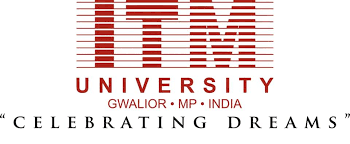 ITM
UNIVERSITY
GWALIOR • MP • INDIA
“CELEBRATING DREAMS”